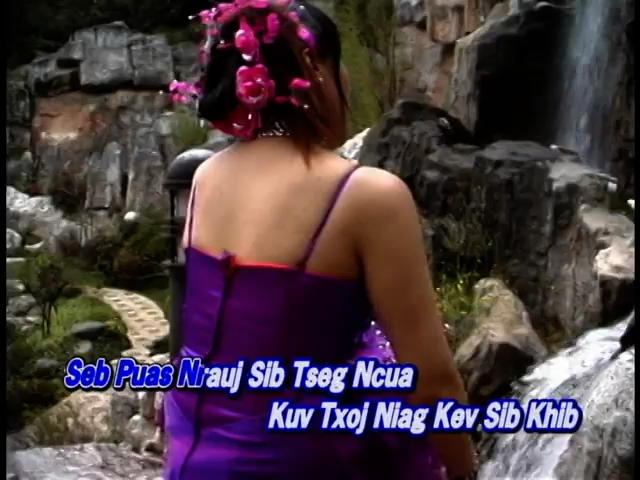 Seb Puas Nrauj Sib Tseg Ncua
Kuv Txoj Niag Kev Sib Khib